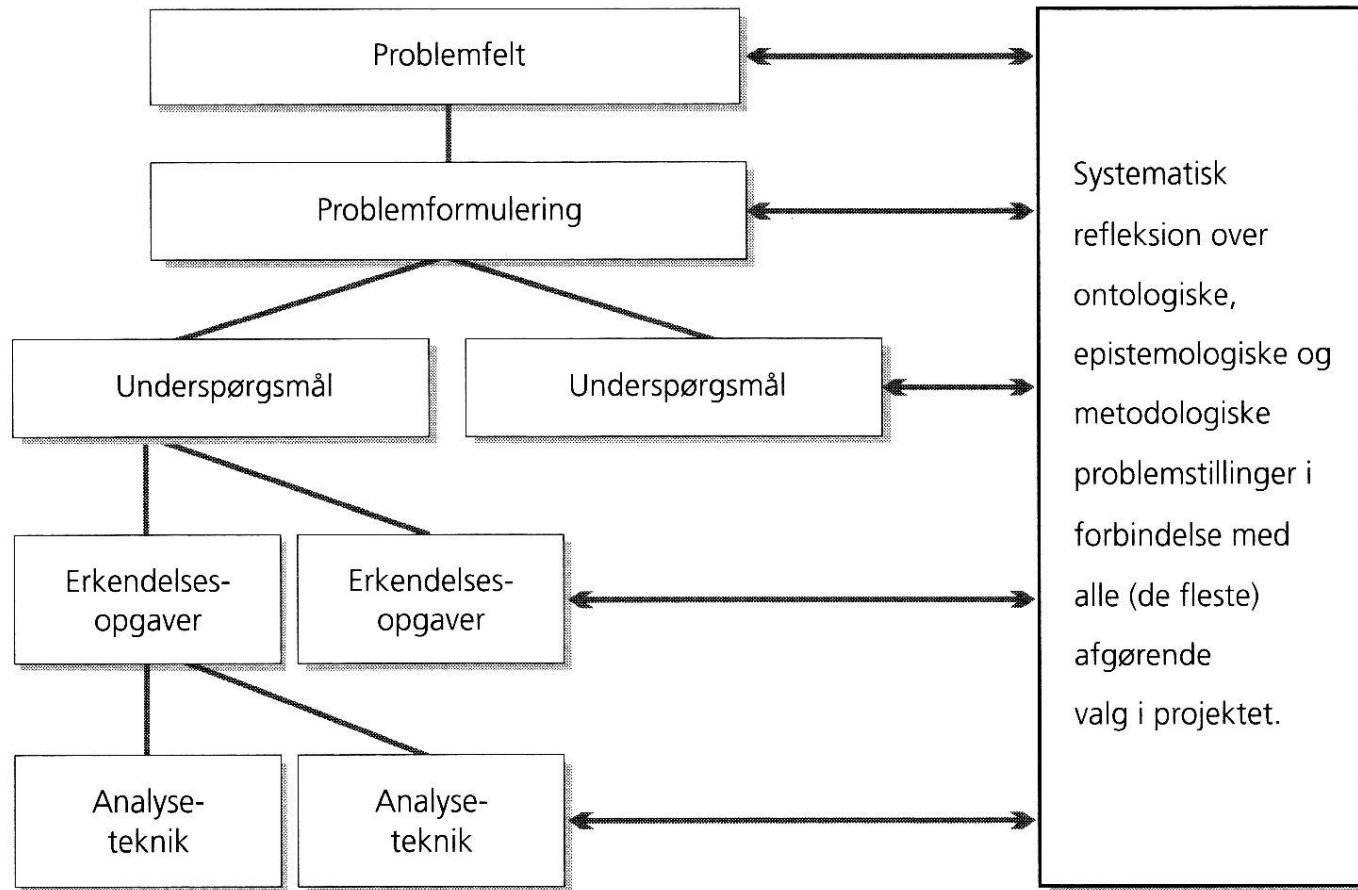 Problemfelt
Problemformulering
Underspørgsmål
Underspørgsmål
Erkendelses-
opgaver
Erkendelses-
opgaver
Analyse-
teknik
Analyse-
teknik
Systematisk
refleksion over
ontologiske,
epistemologiske og
metodologiske
problemstillinger i
forbindelse med
alle (de fleste)
afgørende
valg i projektet.